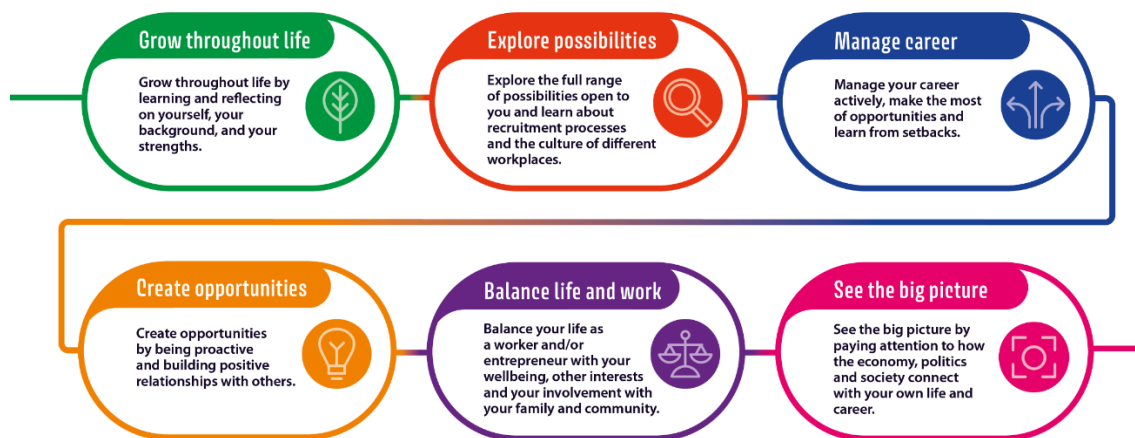 Grow throughout life
Grow throughout life by
learning and reflecting
on yourself, your
background, and your
strengths.
Explore possibilities
Explore the full range
of possibilities open to
you and learn about
recruitment processes
and the culture of different
workplaces.
Manage career
Manage your career
actively, make the most
of opportunities and
learn from setbacks.
Create opportunities
Create opportunities
by being proactive
and building positive
relationships with others.
Balance life and work
Balance your life as
a worker and/or
entrepreneur with your
wellbeing, other interests
and your involvement with
your family and community.
See the big picture
See the big picture by
paying attention to how
the economy, politics
and society connect
with your own life and
career.